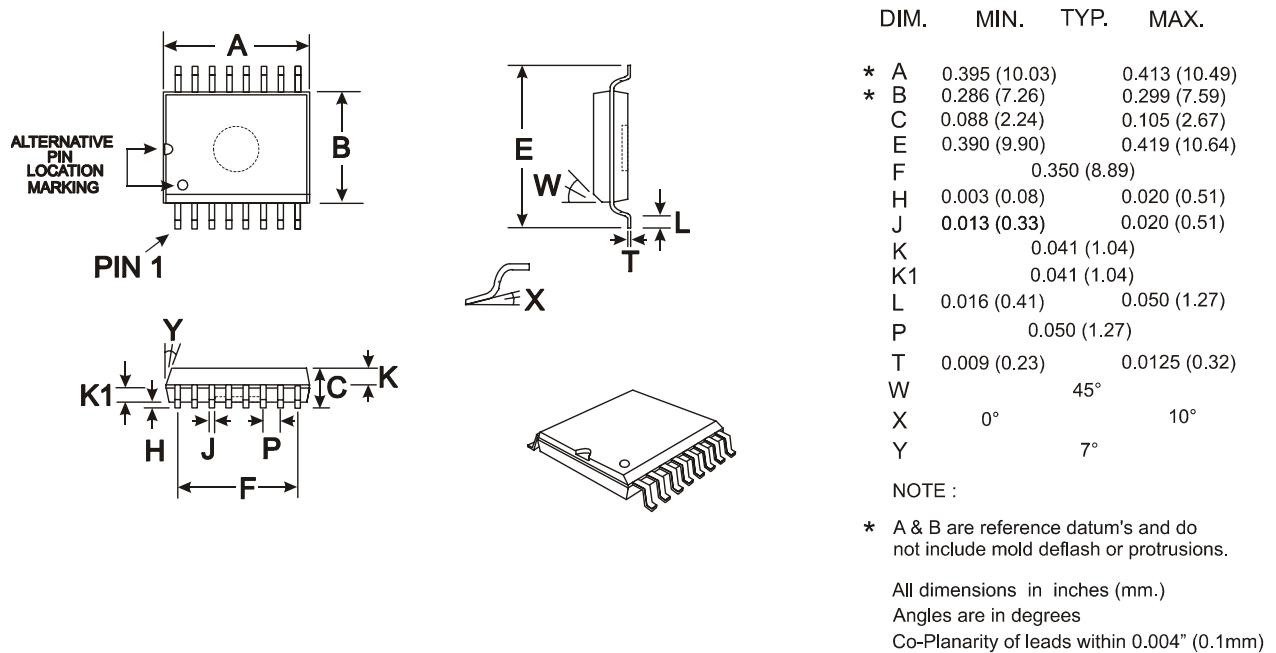 A
ALTERNATIVE
PIN
LOCATION
MARKING
B
PIN 1
E
W
L
T
X
Y
K
C
K1
H
J
P
F
DIM. MIN. TYP. MAX.
* A 0.395 (10.03) 0.413 (10.49)
* B 0.286 (7.26) 0.299 (7.59)
C 0.088 (2.24) 0.105 (2.67)
E 0.390 (9.90) 0.419 (10.64)
F 0.350 (8.89)
H 0.003 (0.08) 0.020 (0.51)
J 0.013 (0.33) 0.020 (0.51)
K 0.041 (1.04)
K1 0.041 (1.04)
L 0.016 (0.41) 0.050 (1.27)
P 0.050 (1.27)
T 0.009 (0.23) 0.0125 (0.32)
W 45°
X 0° 10°
Y 7°
NOTE :
* A & B are reference datum's and do
not include mold deflash or protrusions.
All dimensions in inches (mm.)
Angles are in degrees
Co-Planarity of leads within 0.004" (0.1mm)